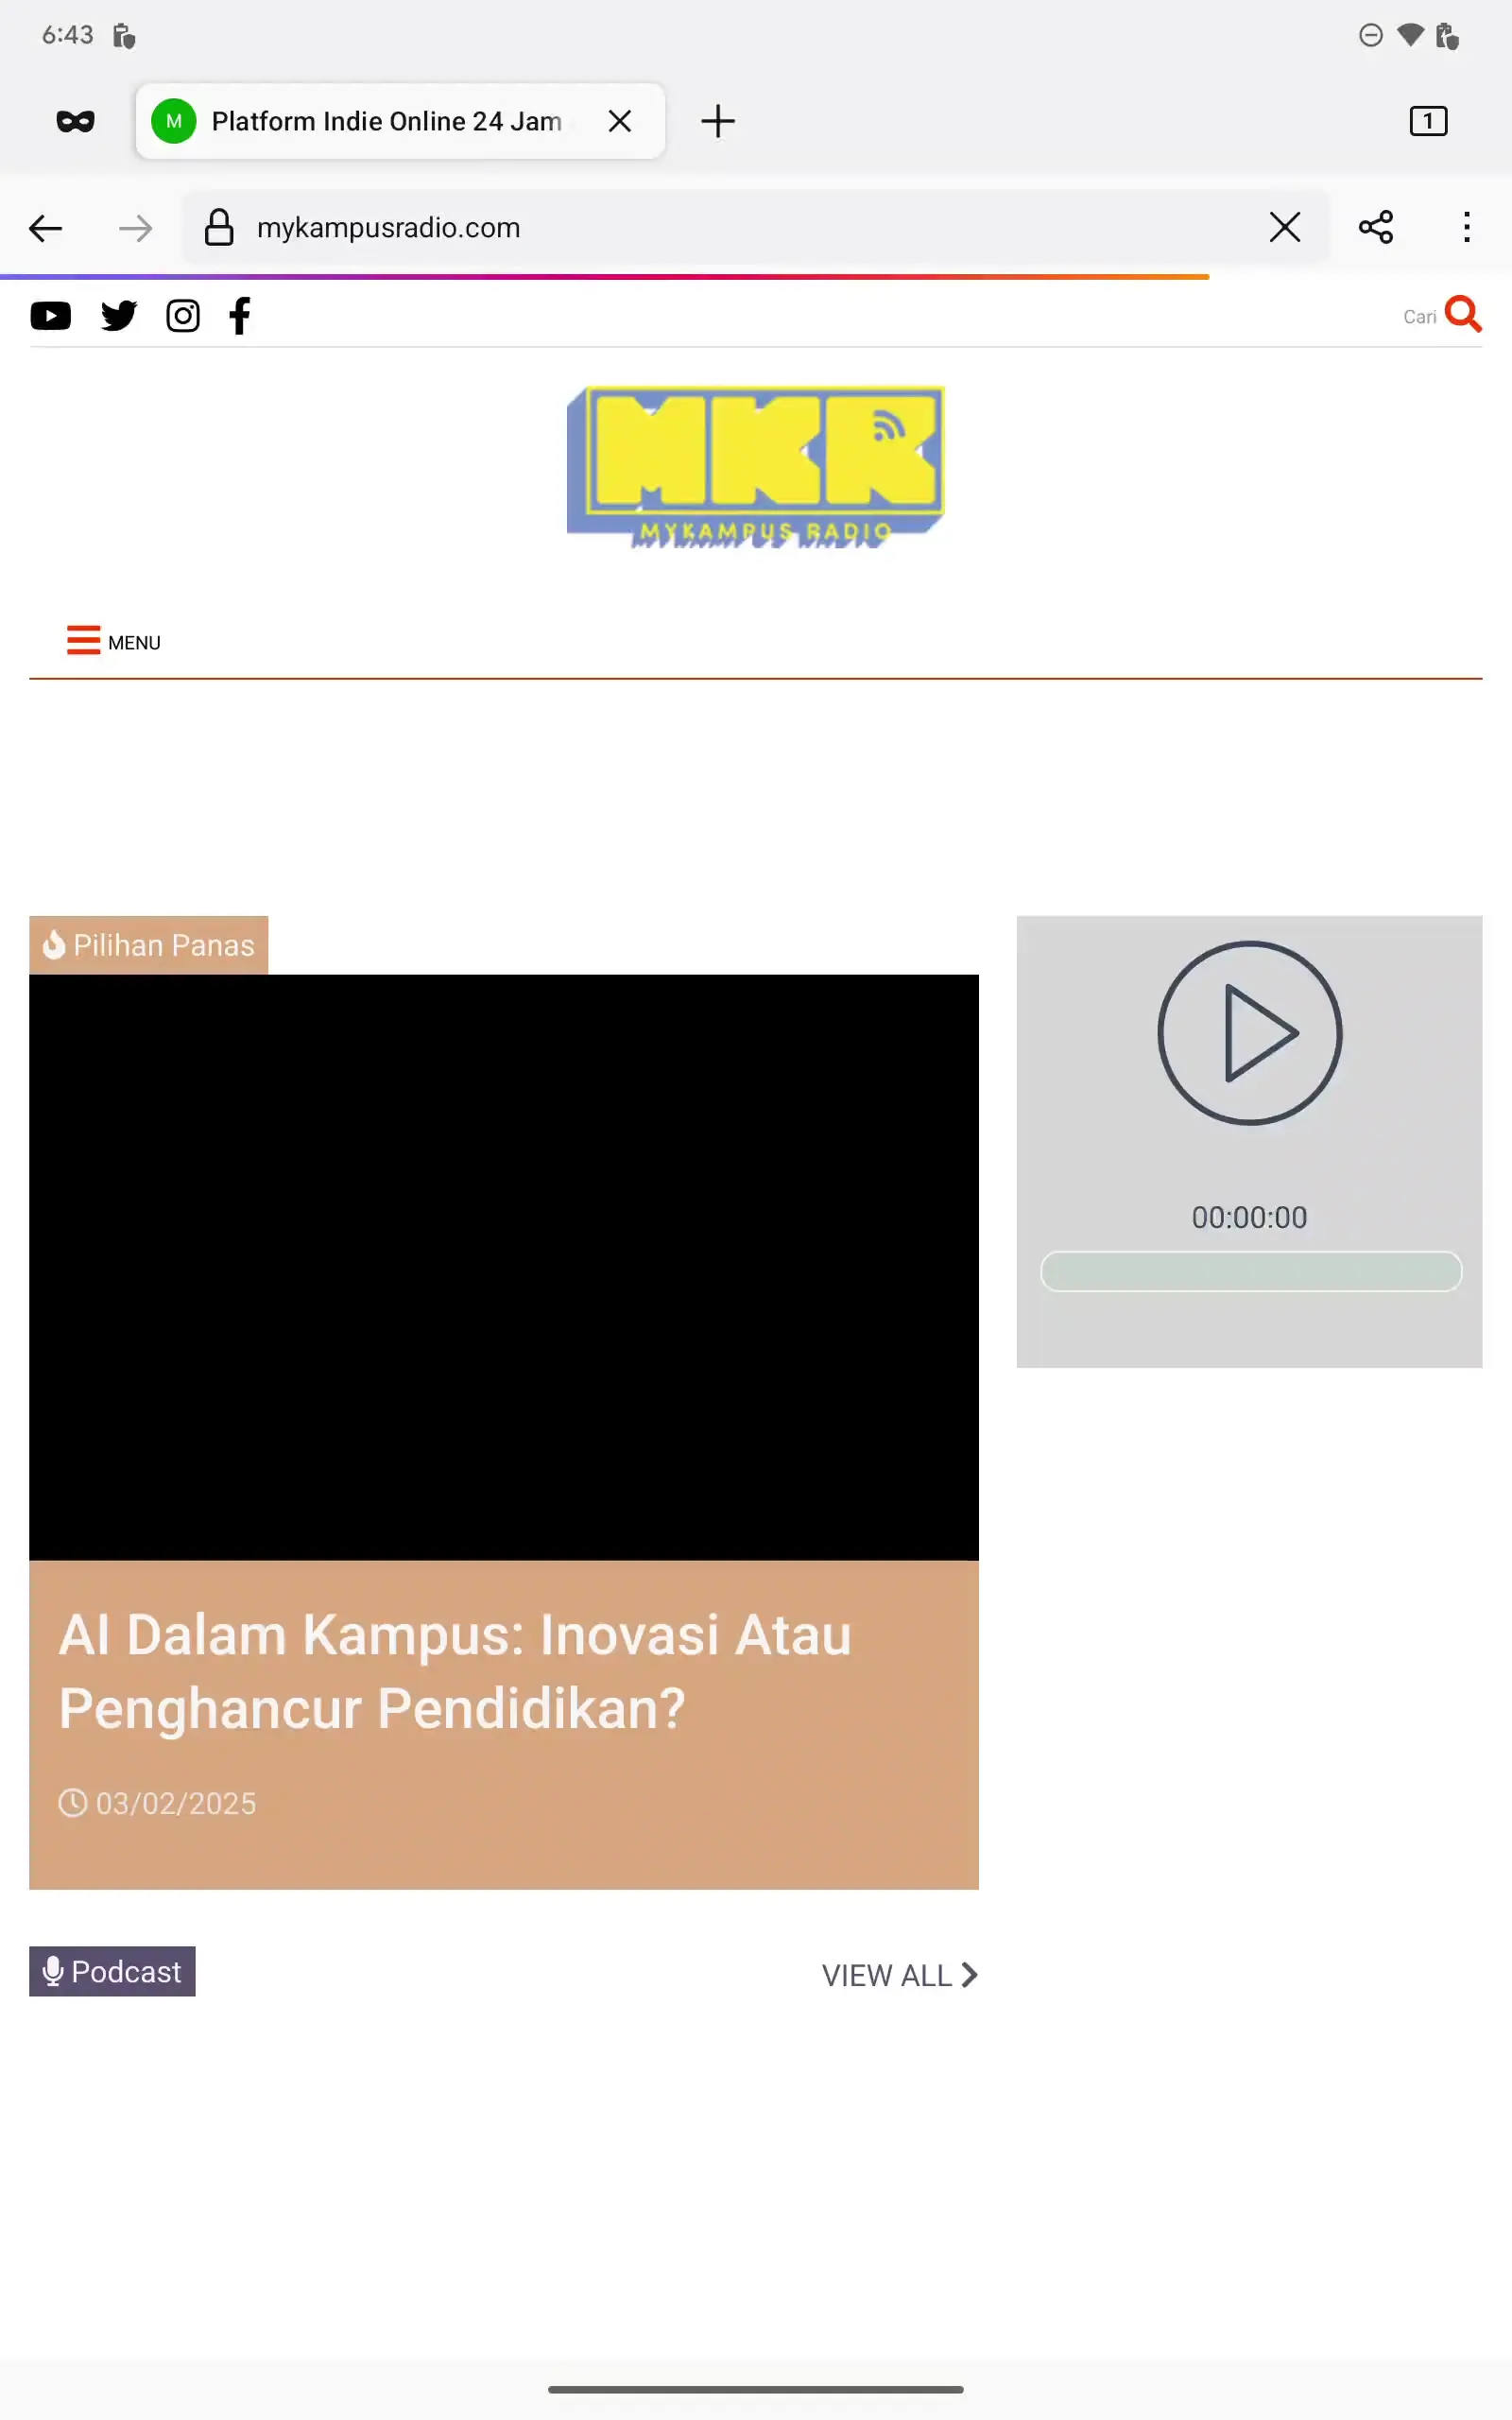 6:43
M Platform Indie Online 24 Jam
1
mykampusradio.com
Cari
MKR
MYKAMPUS RADIO
MENU
Pilihan Panas
00:00:00
AI Dalam Kampus: Inovasi Atau
Penghancur Pendidikan?
03/02/2025
Podcast
VIEW ALL